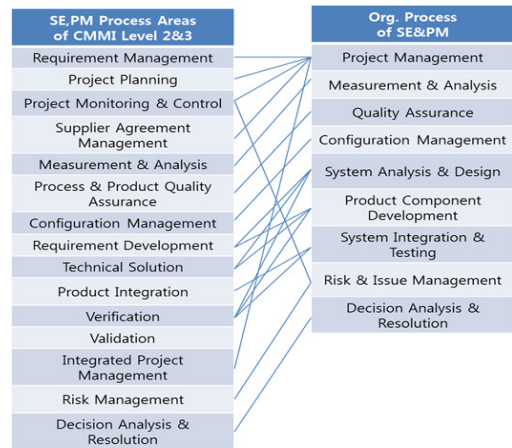 SE,PM Process Areas
of CMMI Level 2&3
Requirement Management
Project Planning
Project Monitoring & Control
Supplier Agreement
Management
Measurement & Analysis
Process & Product Quality
Assurance
Configuration Management
Requirement Development
Technical Solution
Product Integration
Verification
Validation
Integrated Project
Management
Risk Management
Decision Analysis &
Resolution
Org. Process
of SE&PM
Project Management
Measurement & Analysis
Quality Assurance
Configuration Management
System Analysis & Design
Product Component
Development
System Integration &
Testing
Risk & Issue Management
Decision Analysis &
Resolution